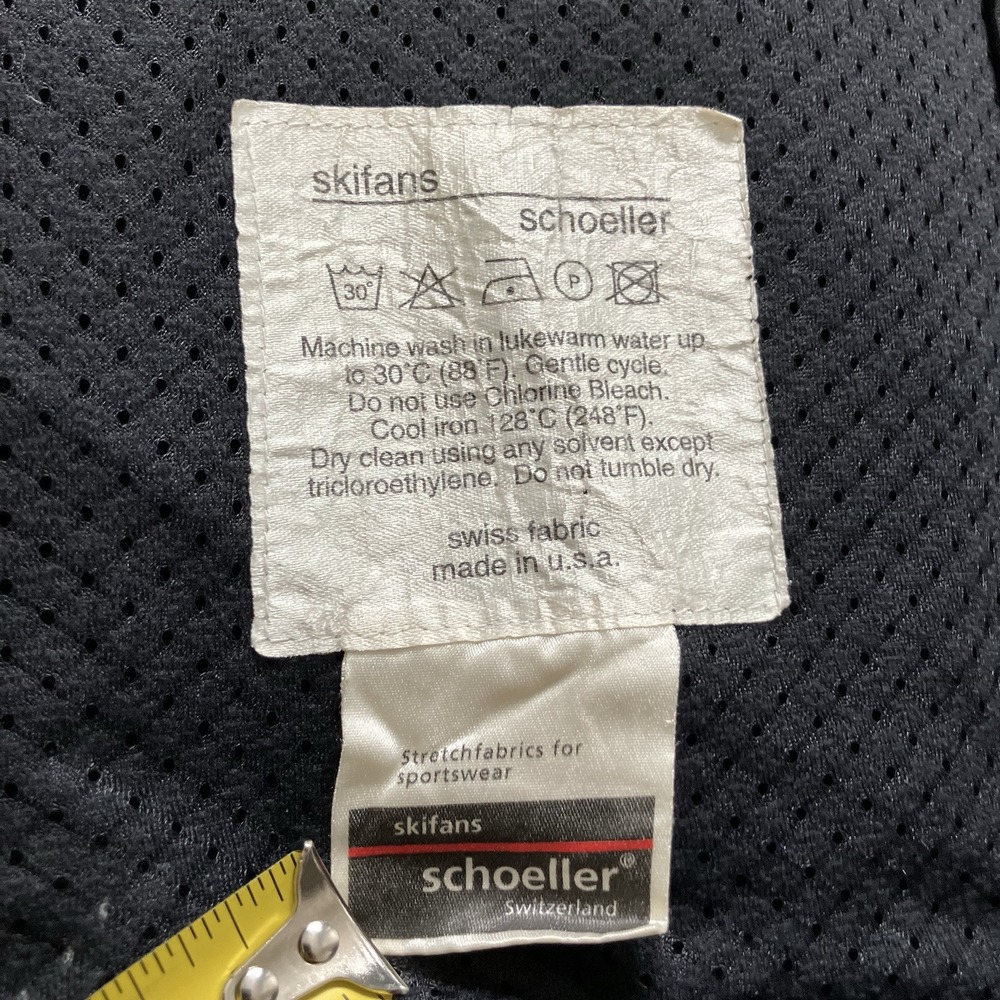 skifans
schoeller
30°
P
Machine wash in lukewarm water up
to 30°C (88°F). Gentle cycle.
Do not use Chlorine Bleach.
Cool iron 128°C (248°F).
Dry clean using any solvent except
tricloroethylene. Do not tumble dry.
swiss fabric
made in u.s.a.
Stretchfabrics for
sportswear
skifans
schoeller®
Switzerland